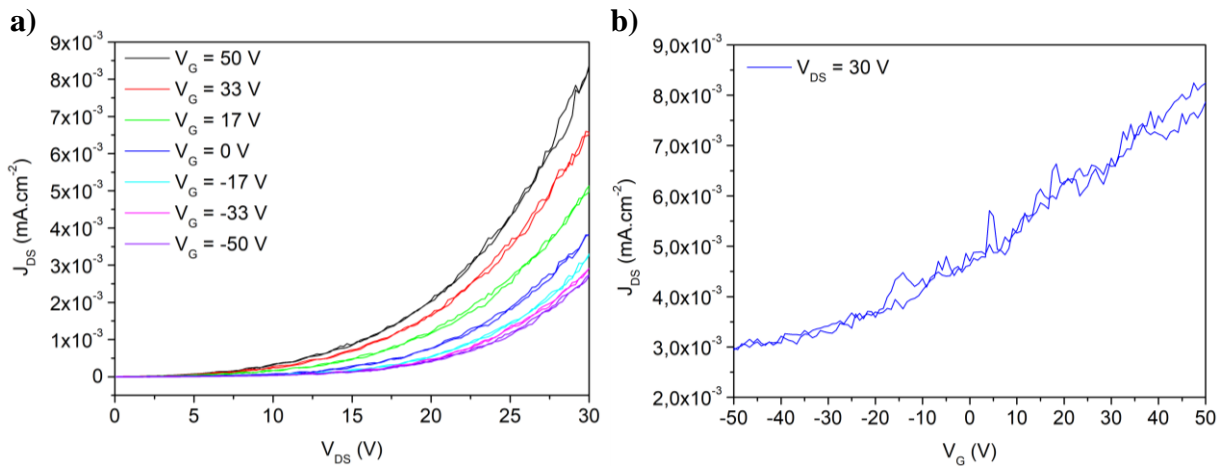 a)
9x10⁻³
8x10⁻³
7x10⁻³
6x10⁻³
5x10⁻³
4x10⁻³
3x10⁻³
2x10⁻³
1x10⁻³
0
J_DS (mA.cm⁻²)
V_G = 50 V
V_G = 33 V
V_G = 17 V
V_G = 0 V
V_G = -17 V
V_G = -33 V
V_G = -50 V
0 5 10 15 20 25 30
V_DS (V)
b)
9,0x10⁻³
8,0x10⁻³
7,0x10⁻³
6,0x10⁻³
5,0x10⁻³
4,0x10⁻³
3,0x10⁻³
2,0x10⁻³
J_DS (mA.cm⁻²)
V_DS = 30 V
-50 -40 -30 -20 -10 0 10 20 30 40 50
V_G (V)